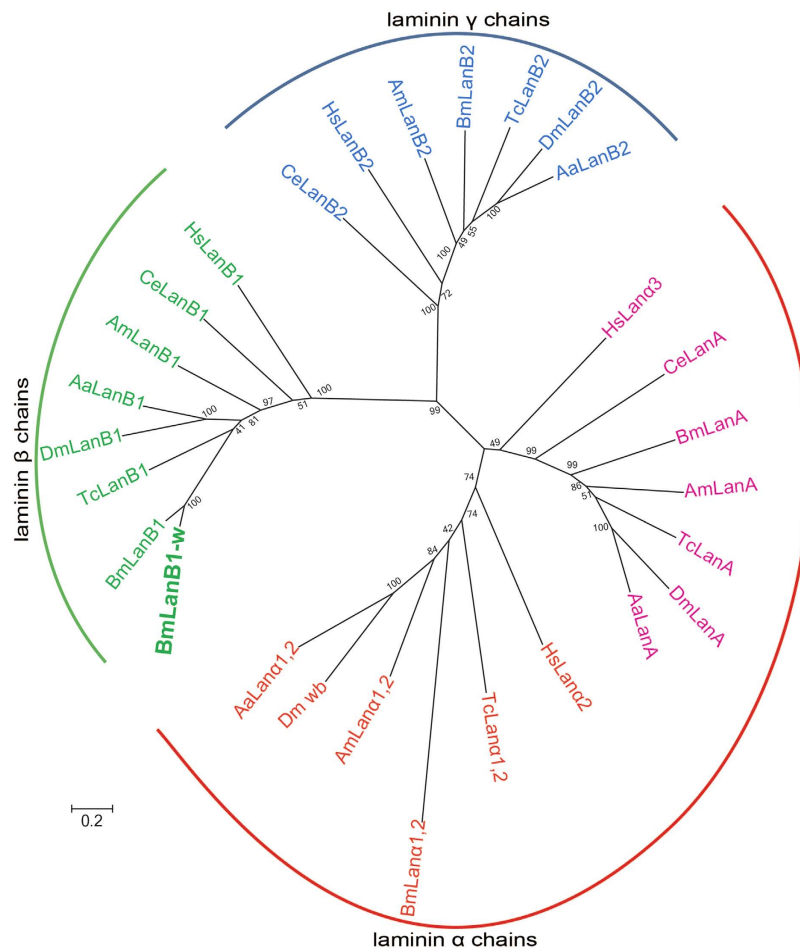 laminin γ chains
HsLanB2
AmLanB2
BmLanB2
TcLanB2
DmLanB2
AaLanB2
CeLanB2
100
49
55
100
72
100
laminin β chains
HsLanB1
CeLanB1
AmLanB1
AaLanB1
DmLanB1
TcLanB1
BmLanB1
BmLanB1-w
100
51
97
81
41
100
100
99
HsLanα3
CeLanA
BmLanA
AmLanA
TcLanA
DmLanA
AaLanA
49
99
99
86
51
100
74
74
42
84
100
AaLanα1,2
Dm wb
AmLanα1,2
BmLanα1,2
TcLanα1,2
HsLanα2
0.2
laminin α chains